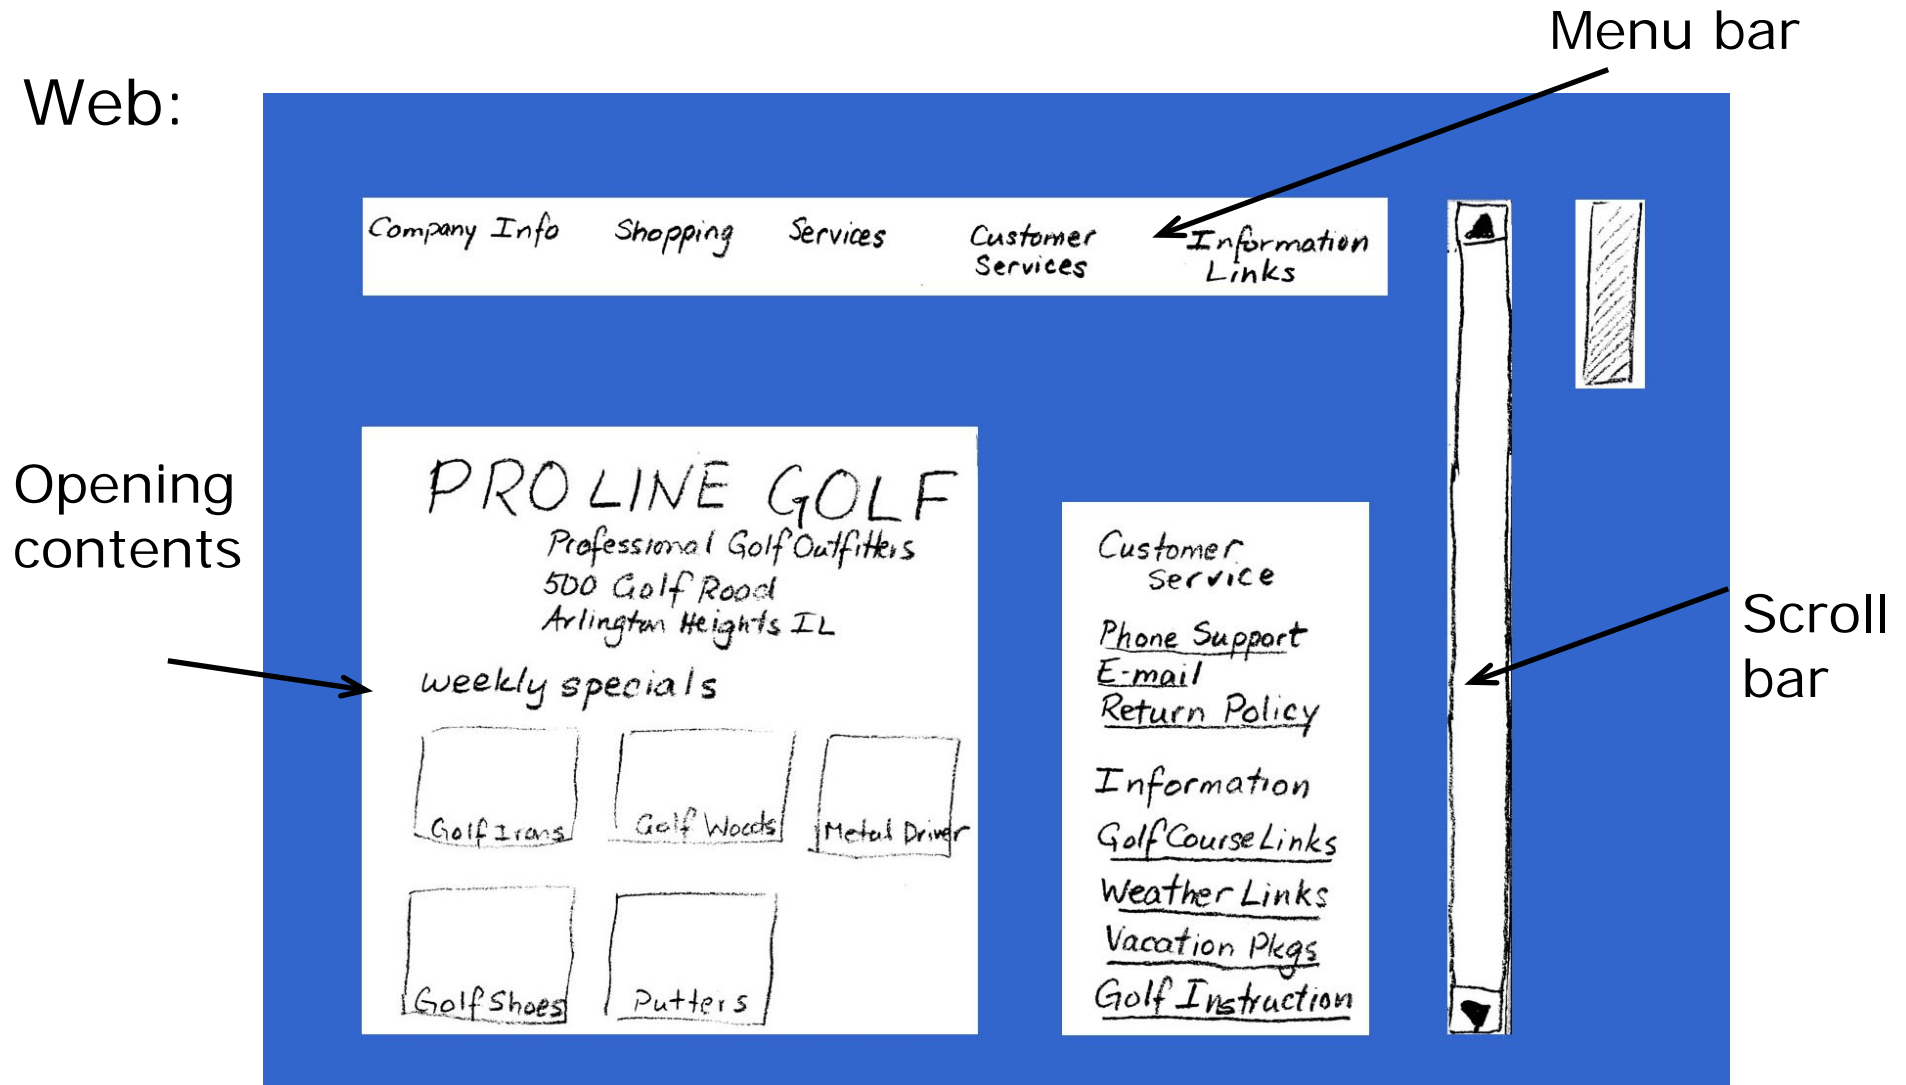 Menu bar
Web:
Company Info
Shopping
Services
Customer
Services
Information
Links
Opening
contents
PRO LINE GOLF
Professional Golf Outfitters
500 Golf Road
Arlington Heights IL
weekly specials
Golf Irons
Golf Woods
Metal Driver
Golf Shoes
Putters
Customer
Service
Phone Support
E-mail
Return Policy
Information
Golf Course Links
Weather Links
Vacation Pkgs
Golf Instruction
Scroll
bar